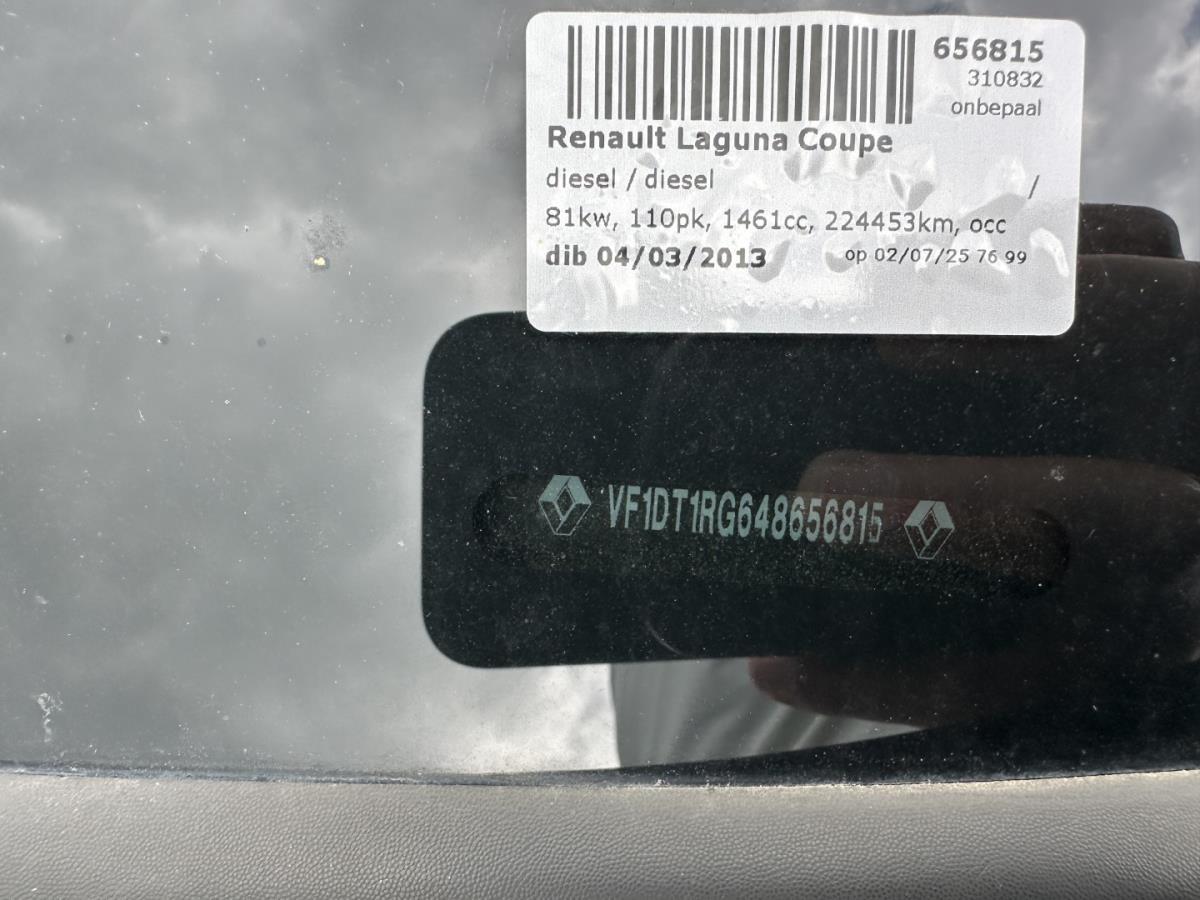 656815
310832
onbepaal
Renault Laguna Coupe
diesel / diesel /
81kw, 110pk, 1461cc, 224453km, occ
dib 04/03/2013 op 02/07/25 76 99
VF1DT1RG648656815